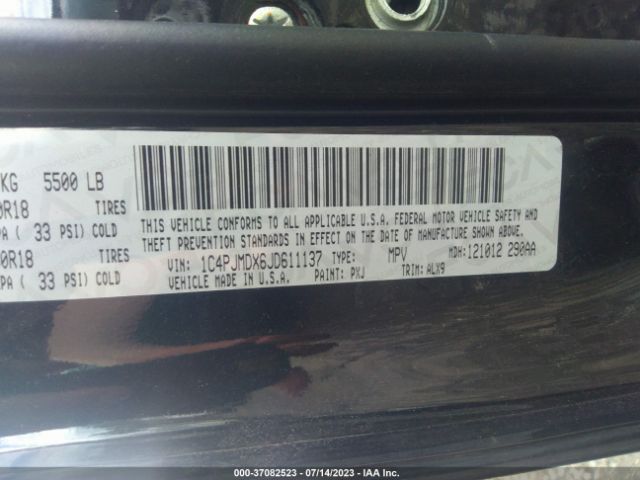 KG 5500 LB
0R18 TIRES
PA ( 33 PSI) COLD
0R18 TIRES
PA ( 33 PSI) COLD
THIS VEHICLE CONFORMS TO ALL APPLICABLE U.S.A. FEDERAL MOTOR VEHICLE SAFETY AND
THEFT PREVENTION STANDARDS IN EFFECT ON THE DATE OF MANUFACTURE SHOWN ABOVE.
VIN: 1C4PJMDX6JD611137 TYPE: MPV MDH: 121012 290AA
VEHICLE MADE IN U.S.A. PAINT: PXJ TRIM: ALX9
000-37082523 - 07/14/2023 - IAA Inc.